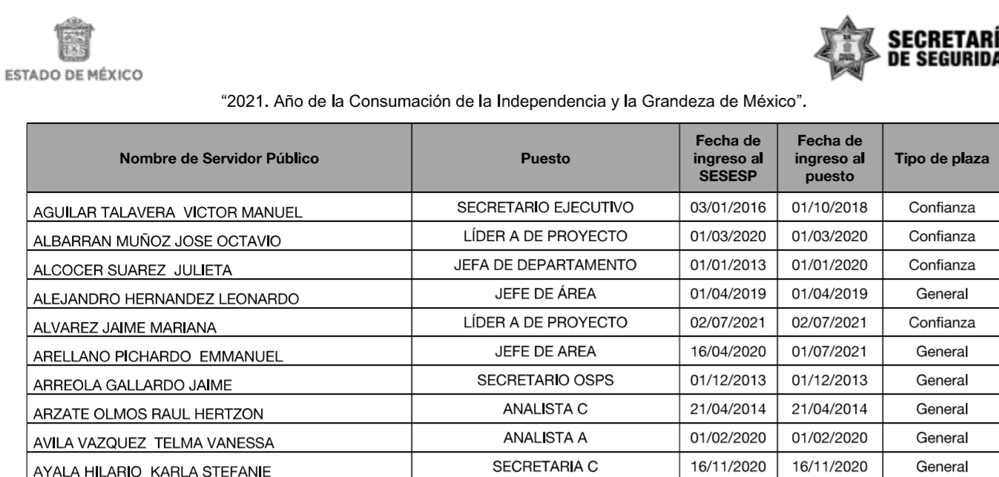 ESTADO DE MÉXICO
SECRETARÍ
DE SEGURIDA
“2021. Año de la Consumación de la Independencia y la Grandeza de México”.
Nombre de Servidor Público Puesto Fecha de ingreso al SESESP Fecha de ingreso al puesto Tipo de plaza
AGUILAR TALAVERA VICTOR MANUEL SECRETARIO EJECUTIVO 03/01/2016 01/10/2018 Confianza
ALBARRAN MUÑOZ JOSE OCTAVIO LÍDER A DE PROYECTO 01/03/2020 01/03/2020 Confianza
ALCOCER SUAREZ JULIETA JEFA DE DEPARTAMENTO 01/01/2013 01/01/2020 Confianza
ALEJANDRO HERNANDEZ LEONARDO JEFE DE ÁREA 01/04/2019 01/04/2019 General
ALVAREZ JAIME MARIANA LÍDER A DE PROYECTO 02/07/2021 02/07/2021 Confianza
ARELLANO PICHARDO EMMANUEL JEFE DE AREA 16/04/2020 01/07/2021 General
ARREOLA GALLARDO JAIME SECRETARIO OSPS 01/12/2013 01/12/2013 General
ARZATE OLMOS RAUL HERTZON ANALISTA C 21/04/2014 21/04/2014 General
AVILA VAZQUEZ TELMA VANESSA ANALISTA A 01/02/2020 01/02/2020 General
AYALA HILARIO KARLA STEFANIE SECRETARIA C 16/11/2020 16/11/2020 General